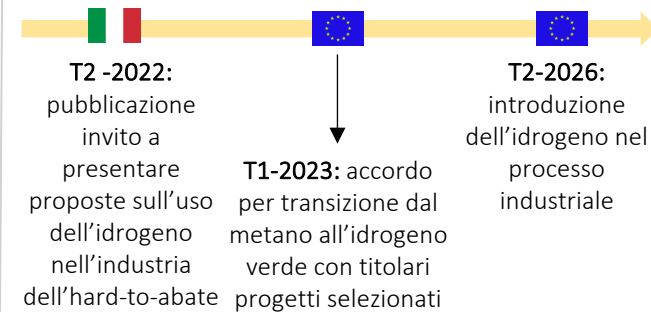 T2 -2022:
pubblicazione
invito a
presentare
proposte sull’uso
dell’idrogeno
nell’industria
dell’hard-to-abate
T1-2023: accordo
per transizione dal
metano all’idrogeno
verde con titolari
progetti selezionati
T2-2026:
introduzione
dell’idrogeno nel
processo
industriale